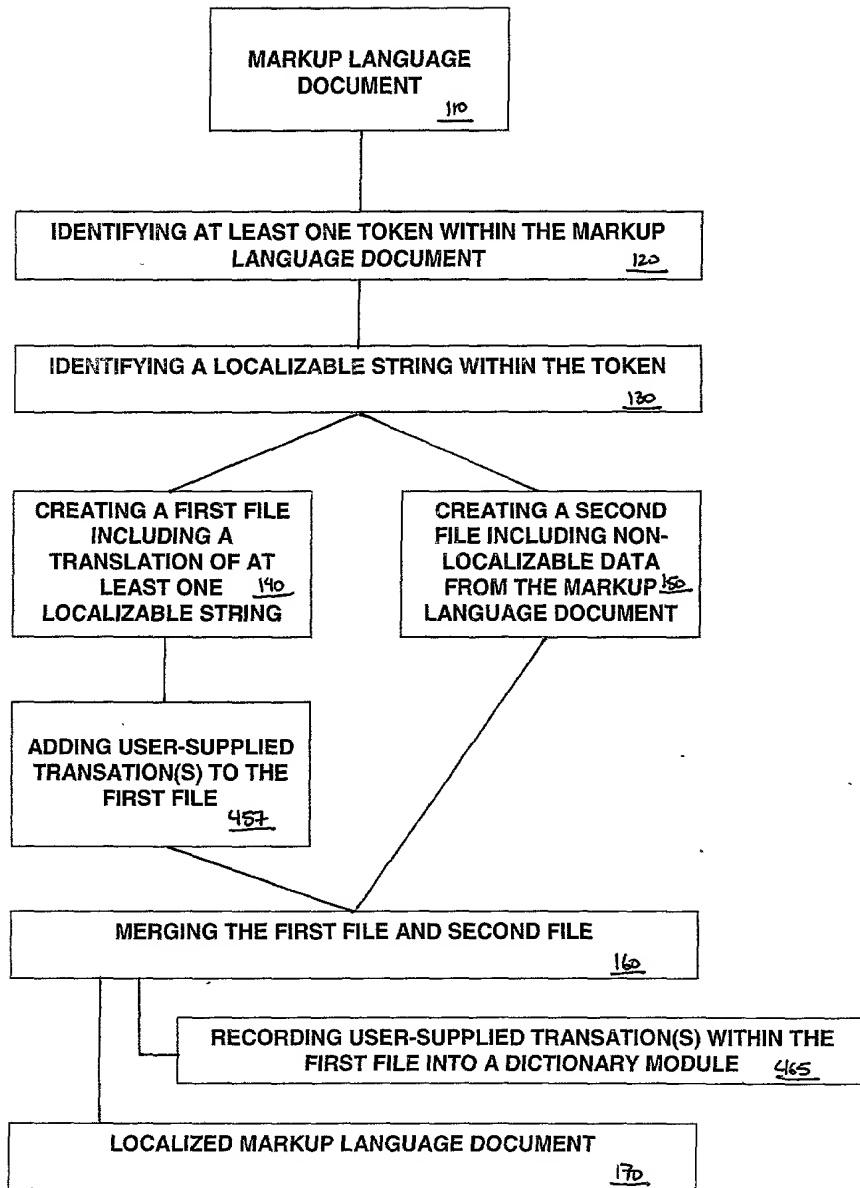 MARKUP LANGUAGE
DOCUMENT
110
IDENTIFYING AT LEAST ONE TOKEN WITHIN THE MARKUP
LANGUAGE DOCUMENT 120
IDENTIFYING A LOCALIZABLE STRING WITHIN THE TOKEN
130
CREATING A FIRST FILE
INCLUDING A
TRANSLATION OF AT
LEAST ONE 140
LOCALIZABLE STRING
CREATING A SECOND
FILE INCLUDING NON-
LOCALIZABLE DATA
FROM THE MARKUP 150
LANGUAGE DOCUMENT
ADDING USER-SUPPLIED
TRANSATION(S) TO THE
FIRST FILE
457
MERGING THE FIRST FILE AND SECOND FILE
160
RECORDING USER-SUPPLIED TRANSATION(S) WITHIN THE
FIRST FILE INTO A DICTIONARY MODULE 465
LOCALIZED MARKUP LANGUAGE DOCUMENT
170